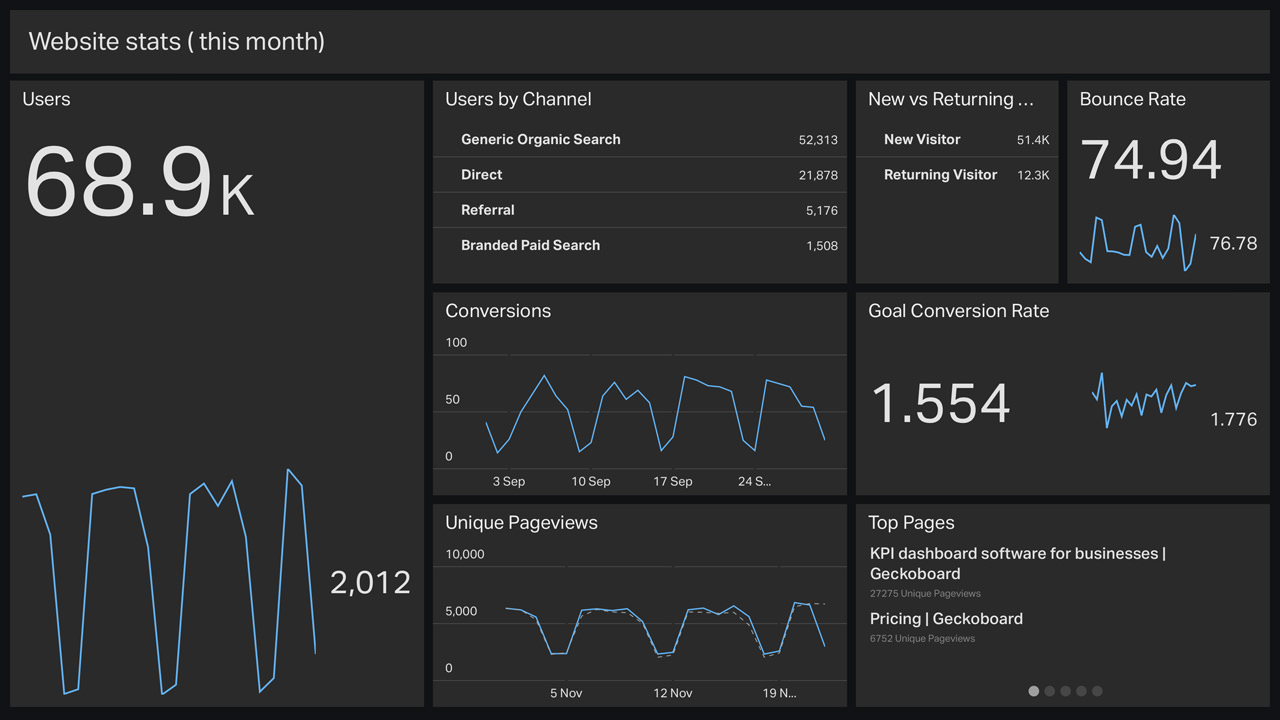 Website stats ( this month)
Users
68.9K
2,012
Users by Channel
Generic Organic Search 52,313
Direct 21,878
Referral 5,176
Branded Paid Search 1,508
New vs Returning ...
New Visitor 51.4K
Returning Visitor 12.3K
Bounce Rate
74.94
76.78
Conversions
100
50
0
3 Sep 10 Sep 17 Sep 24 S...
Goal Conversion Rate
1.554
1.776
Unique Pageviews
10,000
5,000
0
5 Nov 12 Nov 19 N...
Top Pages
KPI dashboard software for businesses |
Geckoboard
27275 Unique Pageviews
Pricing | Geckoboard
6752 Unique Pageviews